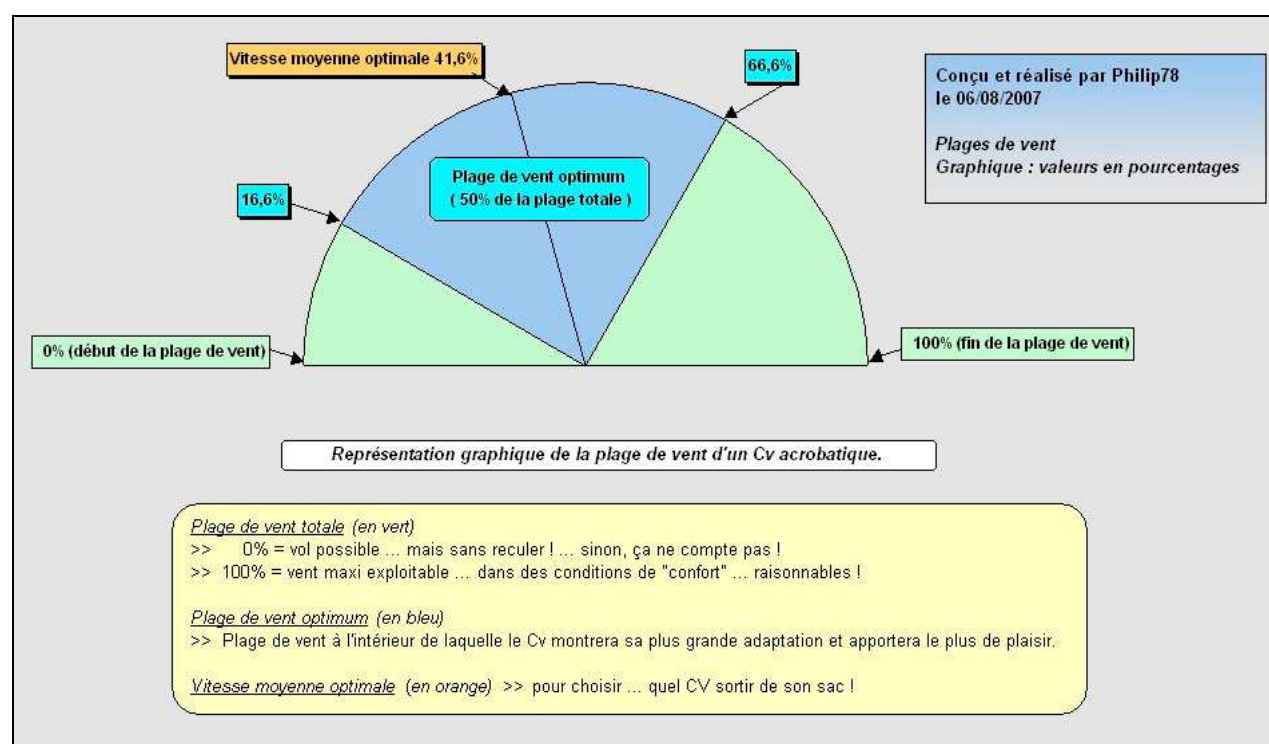 Vitesse moyenne optimale 41,6%
66,6%
Conçu et réalisé par Philip78
le 06/08/2007
Plages de vent
Graphique : valeurs en pourcentages
Plage de vent optimum
( 50% de la plage totale )
16,6%
0% (début de la plage de vent)
100% (fin de la plage de vent)
Représentation graphique de la plage de vent d'un Cv acrobatique.
Plage de vent totale (en vert)
>> 0% = vol possible ... mais sans reculer ! ... sinon, ça ne compte pas !
>> 100% = vent maxi exploitable ... dans des conditions de "confort" ... raisonnables !
Plage de vent optimum (en bleu)
>> Plage de vent à l'intérieur de laquelle le Cv montrera sa plus grande adaptation et apportera le plus de plaisir.
Vitesse moyenne optimale (en orange) >> pour choisir ... quel CV sortir de son sac !